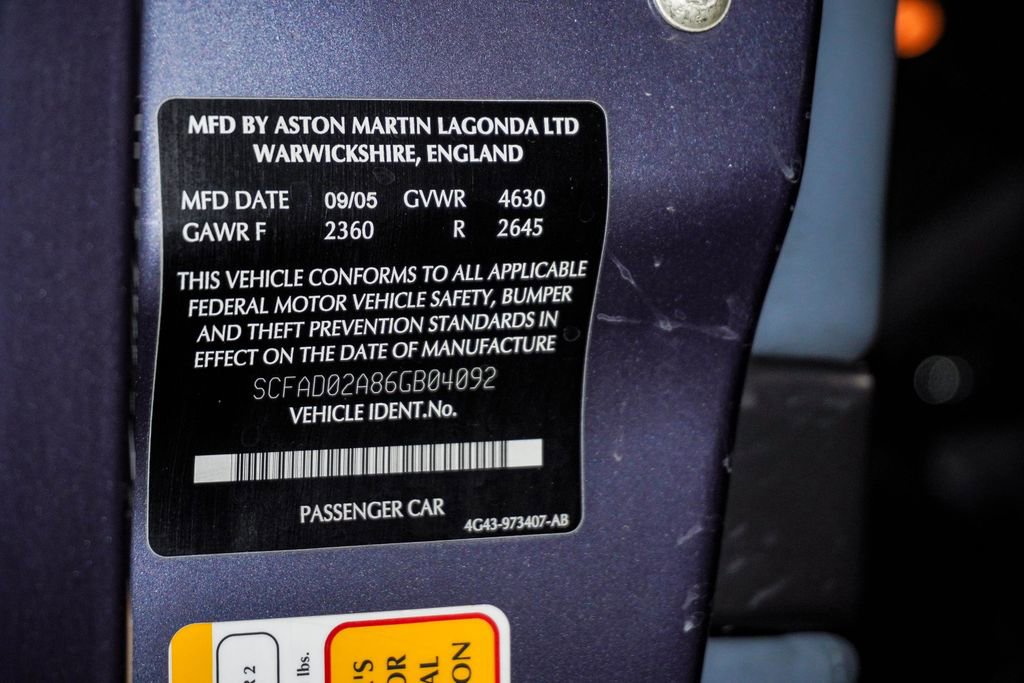 MFD BY ASTON MARTIN LAGONDA LTD
WARWICKSHIRE, ENGLAND
MFD DATE 09/05 GVWR 4630
GAWR F 2360 R 2645
THIS VEHICLE CONFORMS TO ALL APPLICABLE
FEDERAL MOTOR VEHICLE SAFETY, BUMPER
AND THEFT PREVENTION STANDARDS IN
EFFECT ON THE DATE OF MANUFACTURE
SCFAD02A86GB04092
VEHICLE IDENT.No.
PASSENGER CAR
4G43-973407-AB
2
lbs.